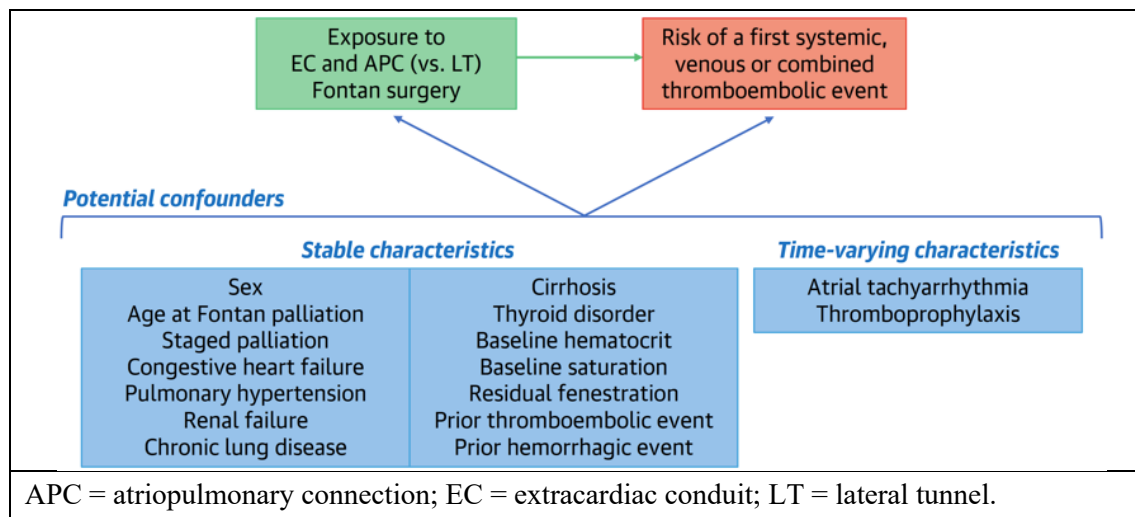 Exposure to
EC and APC (vs. LT)
Fontan surgery
Risk of a first systemic,
venous or combined
thromboembolic event
Potential confounders
Stable characteristics
Time-varying characteristics
Sex
Age at Fontan palliation
Staged palliation
Congestive heart failure
Pulmonary hypertension
Renal failure
Chronic lung disease
Cirrhosis
Thyroid disorder
Baseline hematocrit
Baseline saturation
Residual fenestration
Prior thromboembolic event
Prior hemorrhagic event
Atrial tachyarrhythmia
Thromboprophylaxis
APC = atriopulmonary connection; EC = extracardiac conduit; LT = lateral tunnel.